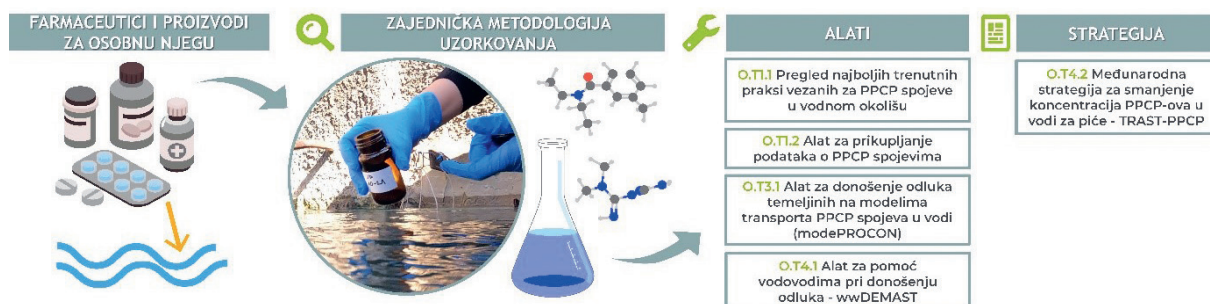 FARMACEUTICI I PROIZVODI
ZA OSOBNU NJEGU
ZAJEDNIČKA METODOLOGIJA
UZORKOVANJA
ALATI
O.T1.1 Pregled najboljih trenutnih
praksi vezanih za PPCP spojeve
u vodnom okolišu
O.T1.2 Alat za prikupljanje
podataka o PPCP spojevima
O.T3.1 Alat za donošenje odluka
temeljinih na modelima
transporta PPCP spojeva u vodi
(modePROCON)
O.T4.1 Alat za pomoć
vodovodima pri donošenju
odluka - wwDEMAST
STRATEGIJA
O.T4.2 Međunarodna
strategija za smanjenje
koncentracija PPCP-ova u
vodi za piće - TRAST-PPCP